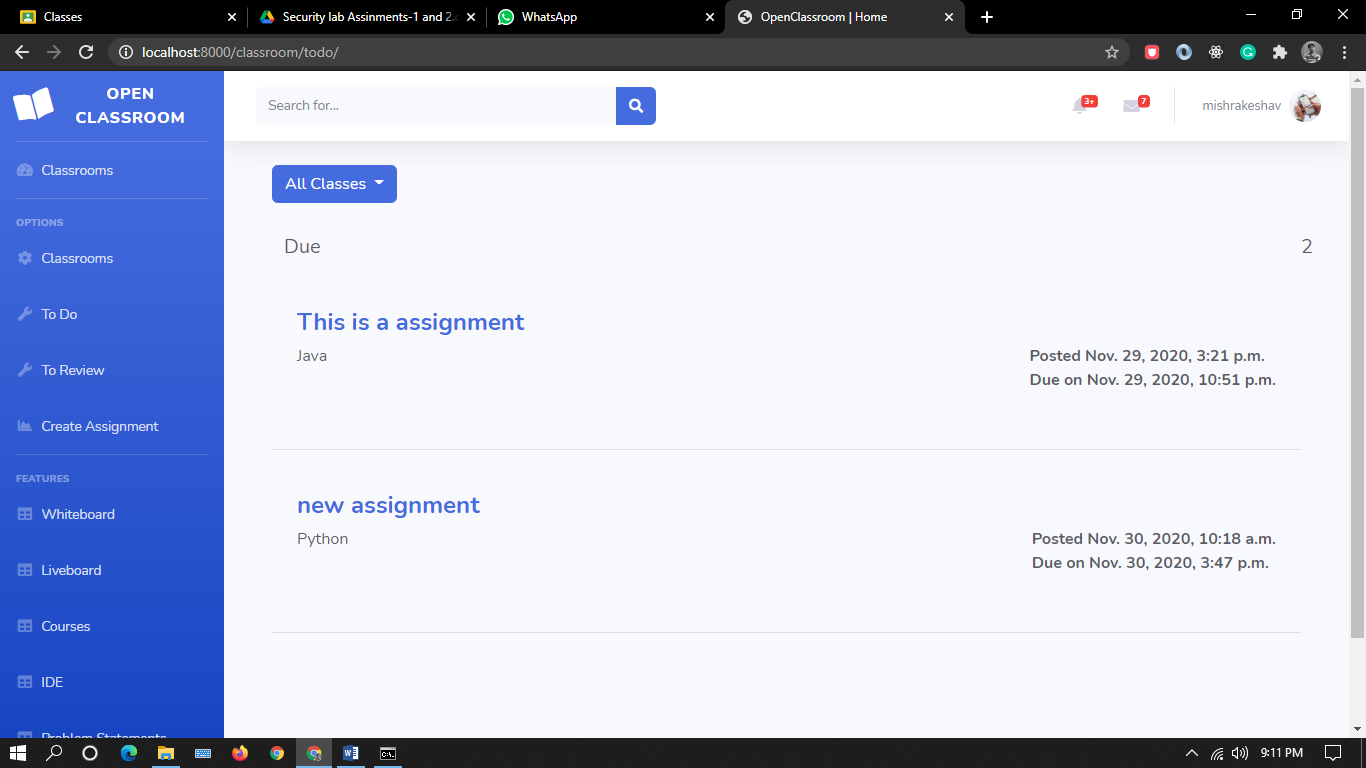 Classes
Security lab Assinments-1 and 2.
WhatsApp
OpenClassroom | Home
localhost:8000/classroom/todo/
OPEN
CLASSROOM
Search for...
3+
7
mishrakeshav
Classrooms
OPTIONS
Classrooms
To Do
To Review
Create Assignment
FEATURES
Whiteboard
Liveboard
Courses
IDE
Problem Statements
All Classes
Due
2
This is a assignment
Java
Posted Nov. 29, 2020, 3:21 p.m.
Due on Nov. 29, 2020, 10:51 p.m.
new assignment
Python
Posted Nov. 30, 2020, 10:18 a.m.
Due on Nov. 30, 2020, 3:47 p.m.
9:11 PM